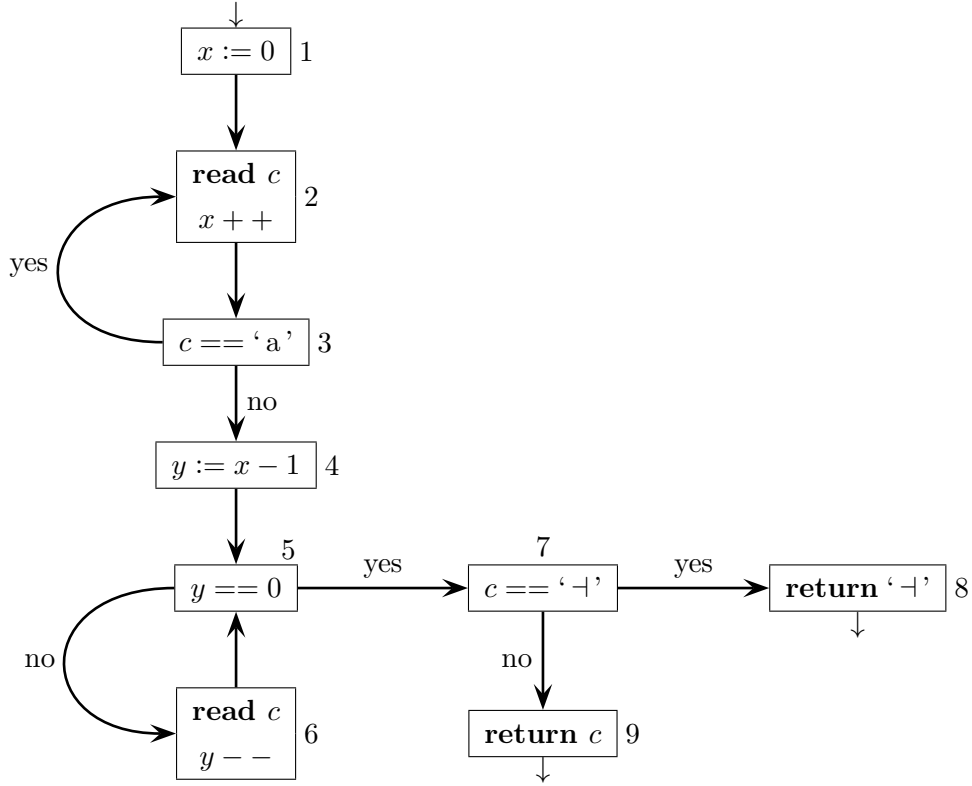 x := 0 1
read c
x + +
2
yes
c == ‘a’ 3
no
y := x − 1 4
5
y == 0
yes
7
c == ‘⊣’
yes
return ‘⊣’ 8
no
no
read c
y − −
6
return c 9